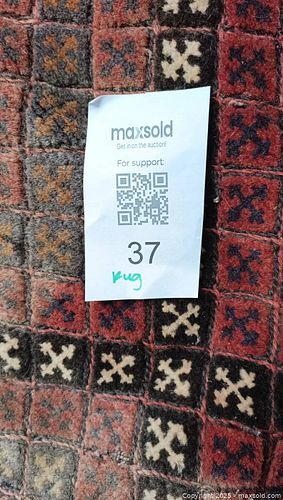 maxsold
Get in on the auction!
For support:
37
Rug
Copyright 2025 - maxsold.com